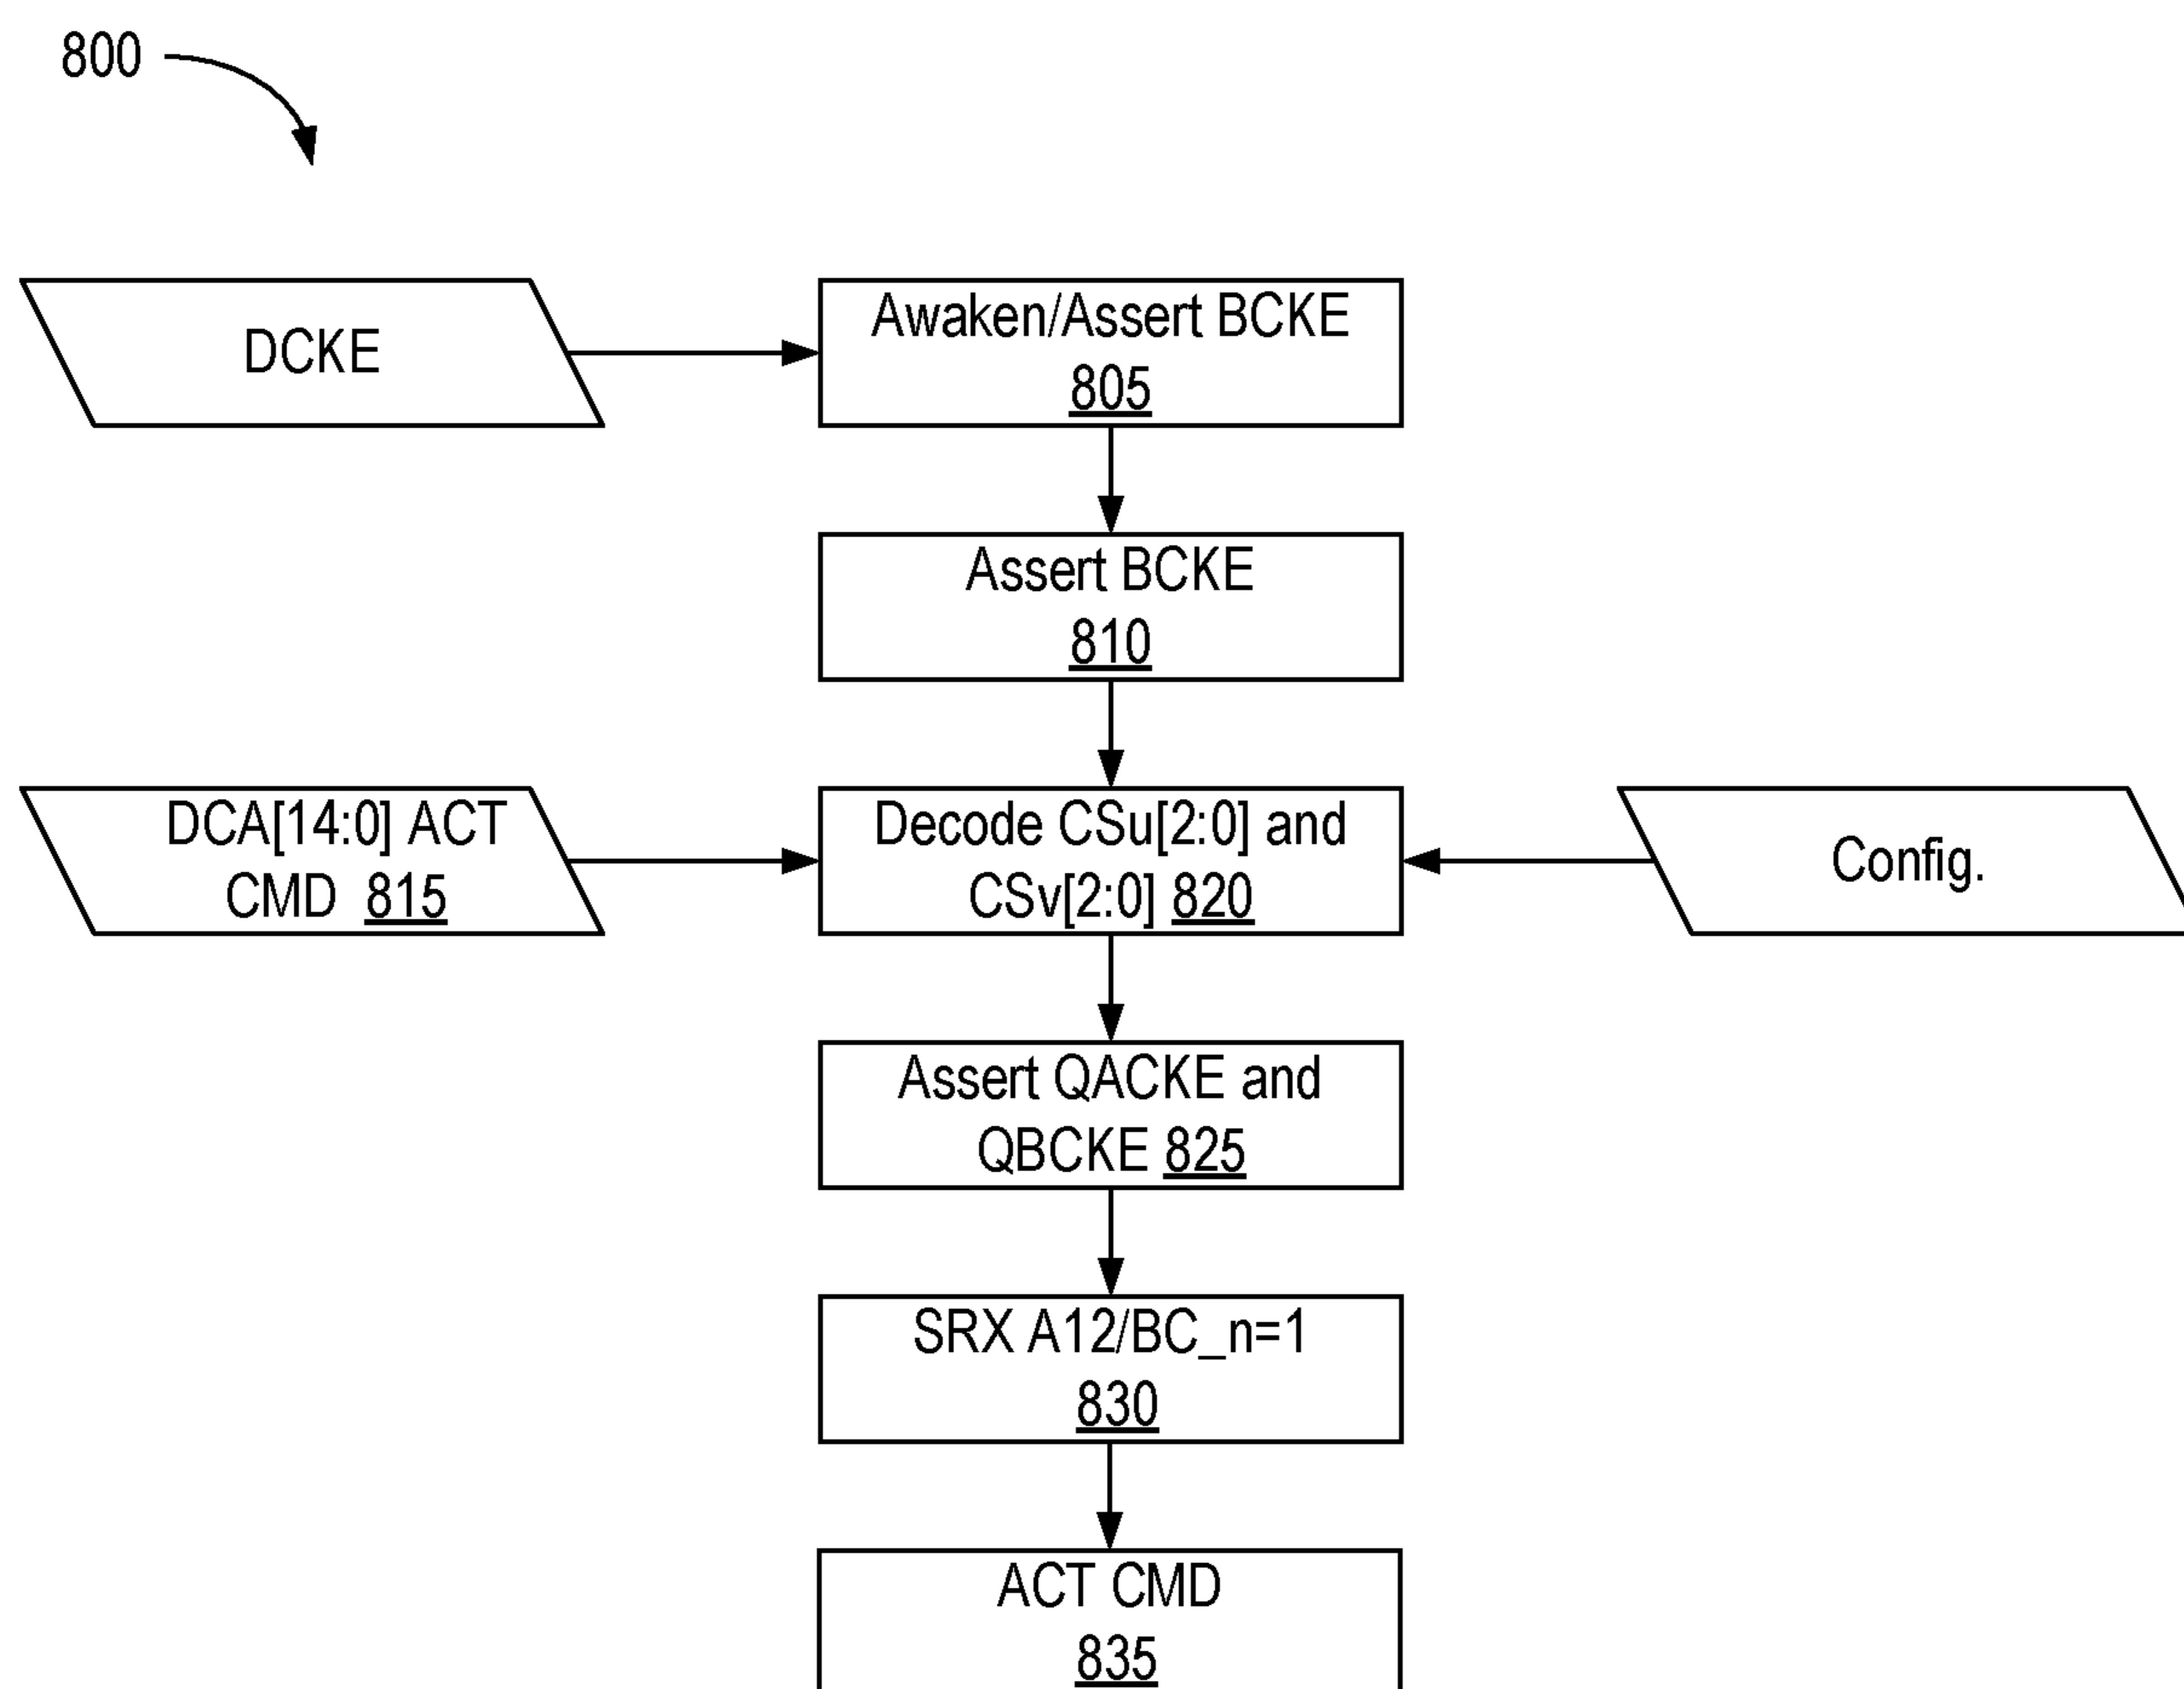 800
DCKE
Awaken/Assert BCKE
805
Assert BCKE
810
DCA[14:0] ACT
CMD 815
Decode CSu[2:0] and
CSv[2:0] 820
Config.
Assert QACKE and
QBCKE 825
SRX A12/BC_n=1
830
ACT CMD
835